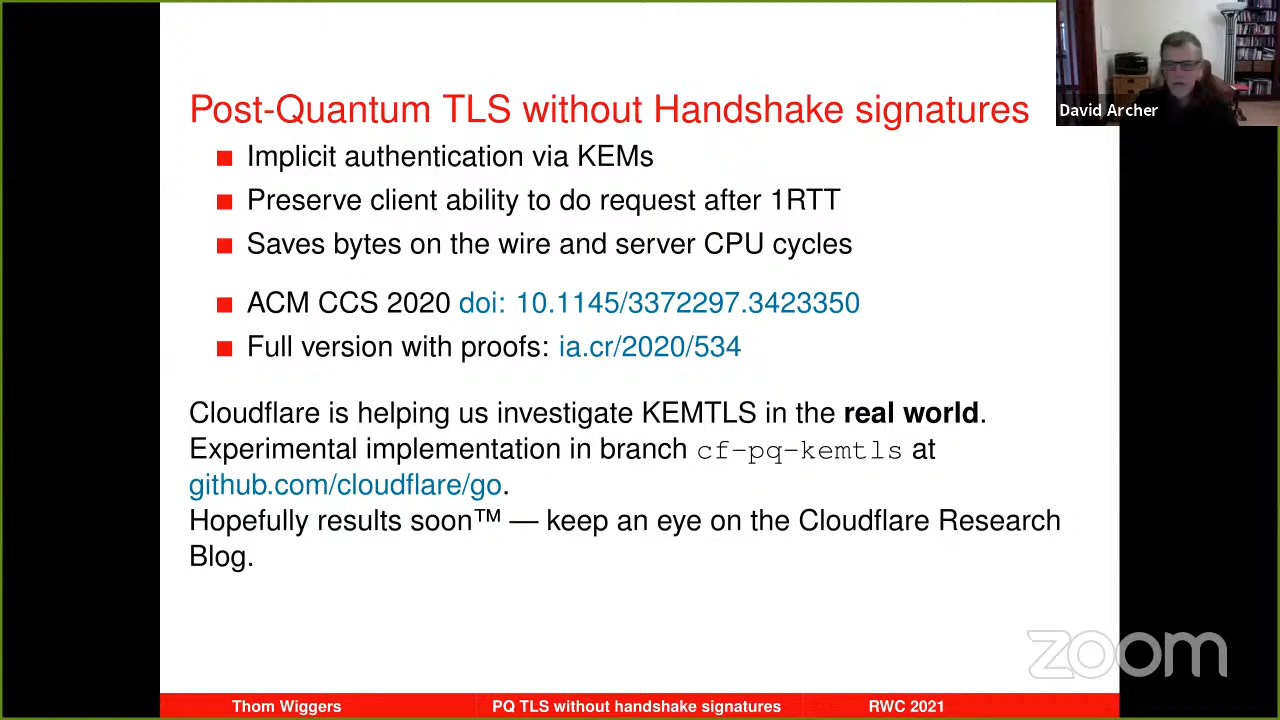 Post-Quantum TLS without Handshake signatures
Implicit authentication via KEMs
Preserve client ability to do request after 1RTT
Saves bytes on the wire and server CPU cycles
ACM CCS 2020 doi: 10.1145/3372297.3423350
Full version with proofs: ia.cr/2020/534
Cloudflare is helping us investigate KEMTLS in the real world.
Experimental implementation in branch cf-pq-kemtls at
github.com/cloudflare/go.
Hopefully results soon™ — keep an eye on the Cloudflare Research
Blog.
David Archer
zoom
Thom Wiggers PQ TLS without handshake signatures RWC 2021